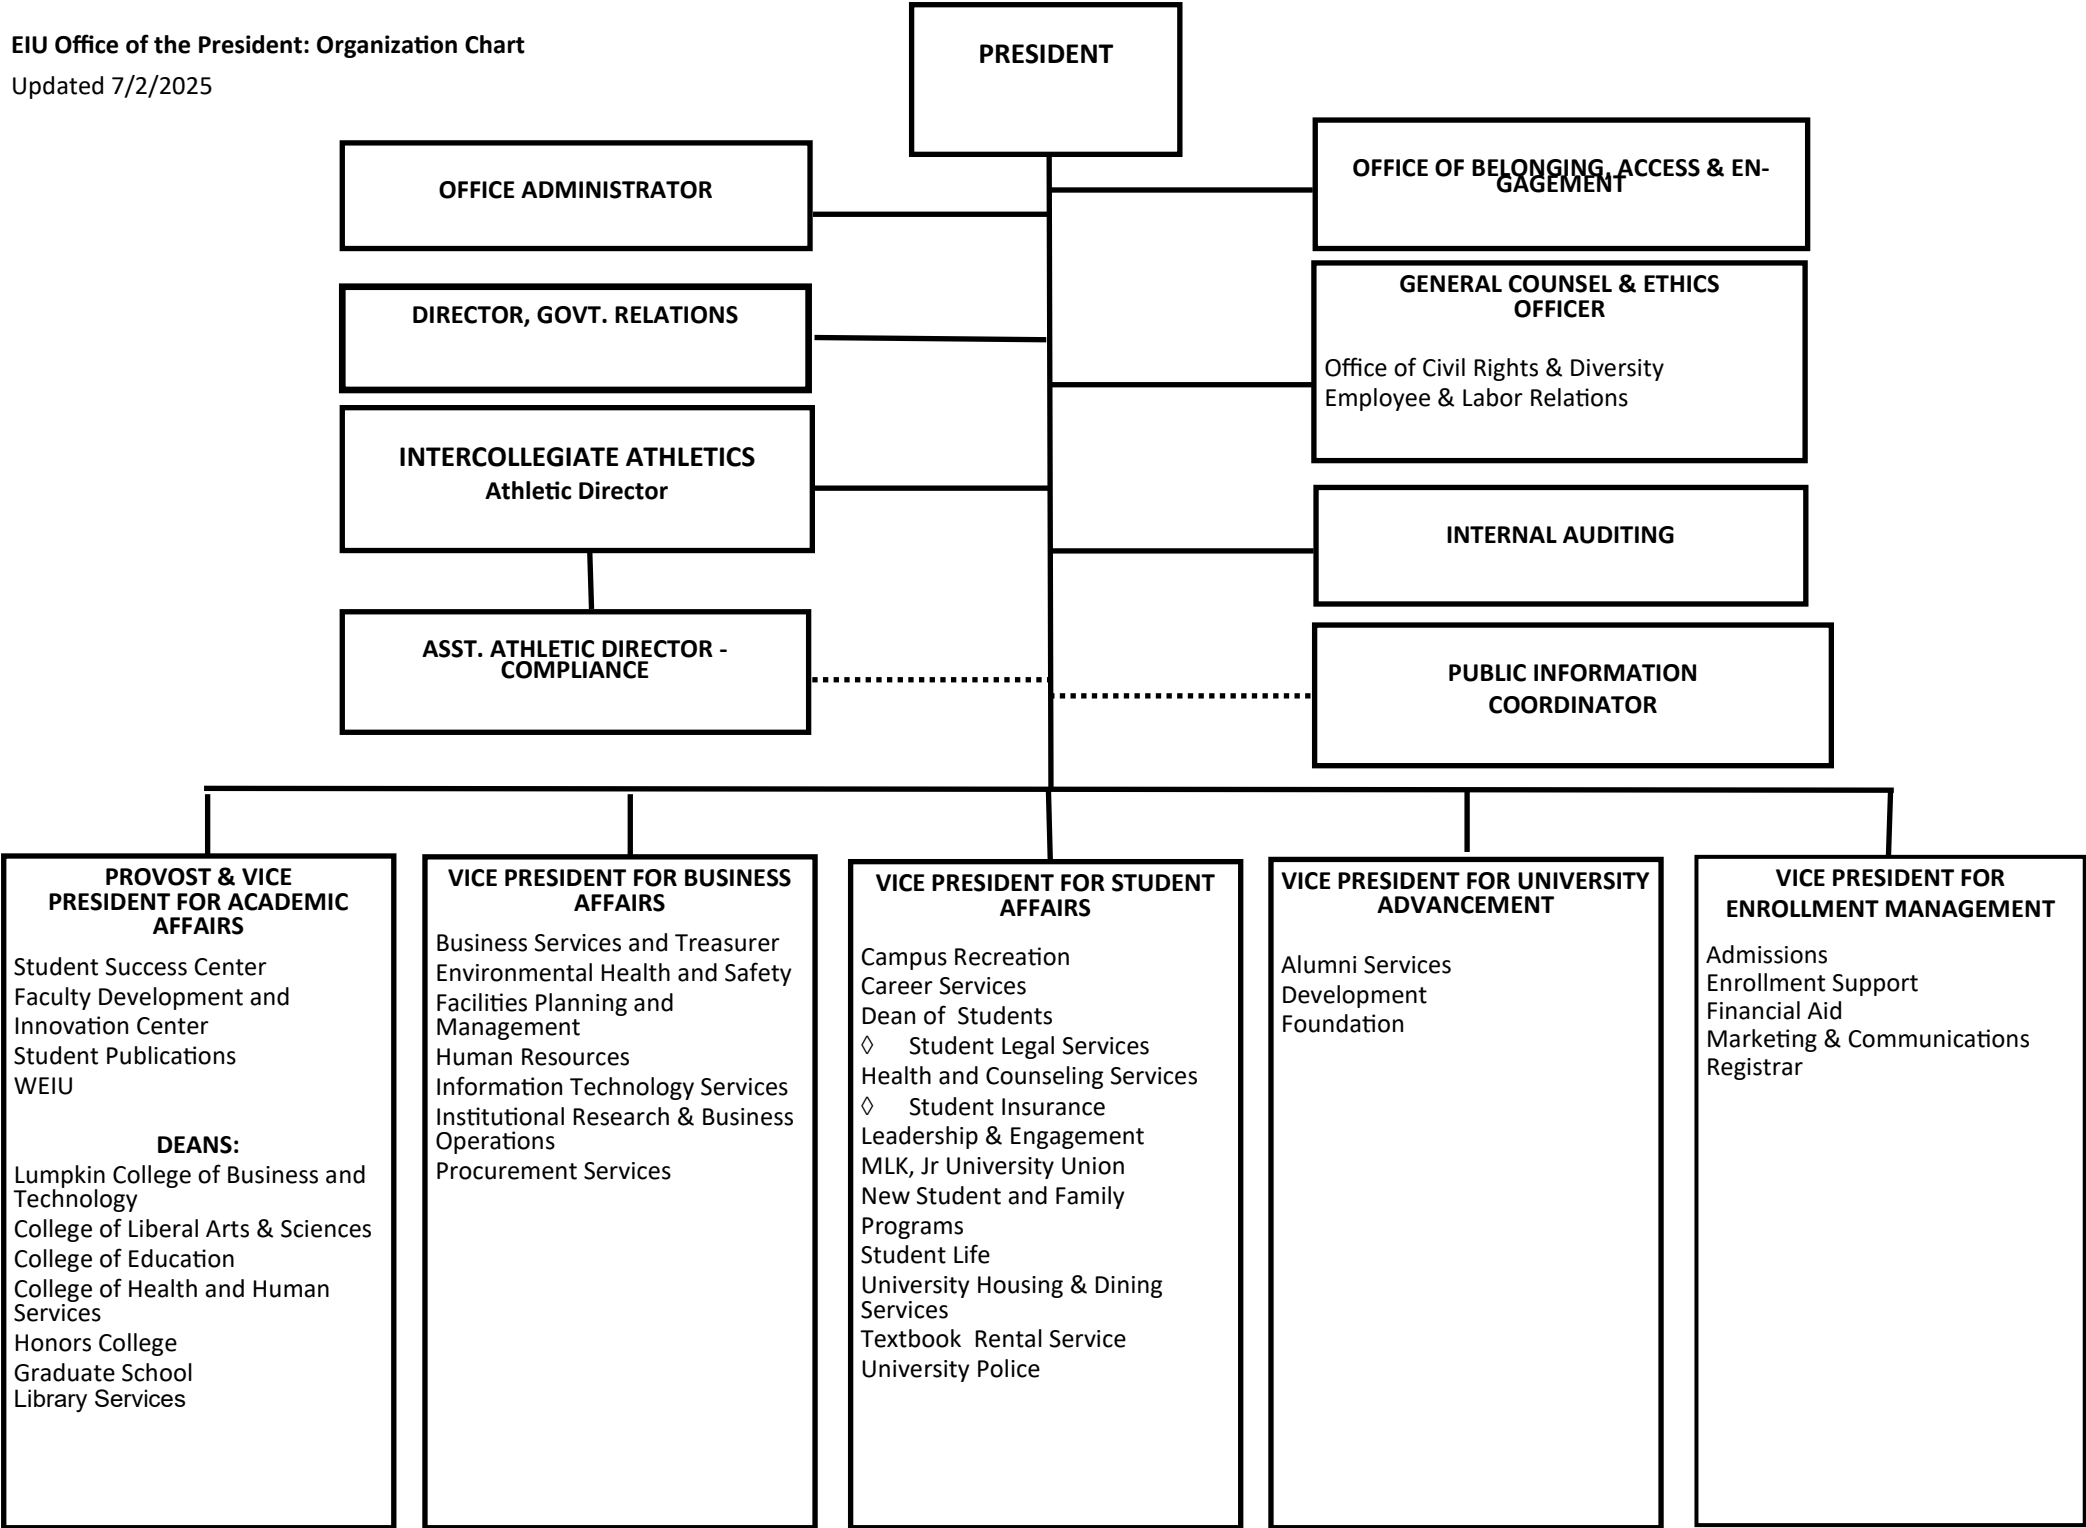 EIU Office of the President: Organization Chart
Updated 7/2/2025
PRESIDENT
OFFICE ADMINISTRATOR
OFFICE OF BELONGING, ACCESS & EN-
GAGEMENT
DIRECTOR, GOVT. RELATIONS
GENERAL COUNSEL & ETHICS
OFFICER
Office of Civil Rights & Diversity
Employee & Labor Relations
INTERCOLLEGIATE ATHLETICS
Athletic Director
INTERNAL AUDITING
ASST. ATHLETIC DIRECTOR -
COMPLIANCE
PUBLIC INFORMATION
COORDINATOR
PROVOST & VICE
PRESIDENT FOR ACADEMIC
AFFAIRS
Student Success Center
Faculty Development and
Innovation Center
Student Publications
WEIU
DEANS:
Lumpkin College of Business and
Technology
College of Liberal Arts & Sciences
College of Education
College of Health and Human
Services
Honors College
Graduate School
Library Services
VICE PRESIDENT FOR BUSINESS
AFFAIRS
Business Services and Treasurer
Environmental Health and Safety
Facilities Planning and
Management
Human Resources
Information Technology Services
Institutional Research & Business
Operations
Procurement Services
VICE PRESIDENT FOR STUDENT
AFFAIRS
Campus Recreation
Career Services
Dean of  Students
◊ Student Legal Services
Health and Counseling Services
◊ Student Insurance
Leadership & Engagement
MLK, Jr University Union
New Student and Family
Programs
Student Life
University Housing & Dining
Services
Textbook  Rental Service
University Police
VICE PRESIDENT FOR UNIVERSITY
ADVANCEMENT
Alumni Services
Development
Foundation
VICE PRESIDENT FOR
ENROLLMENT MANAGEMENT
Admissions
Enrollment Support
Financial Aid
Marketing & Communications
Registrar